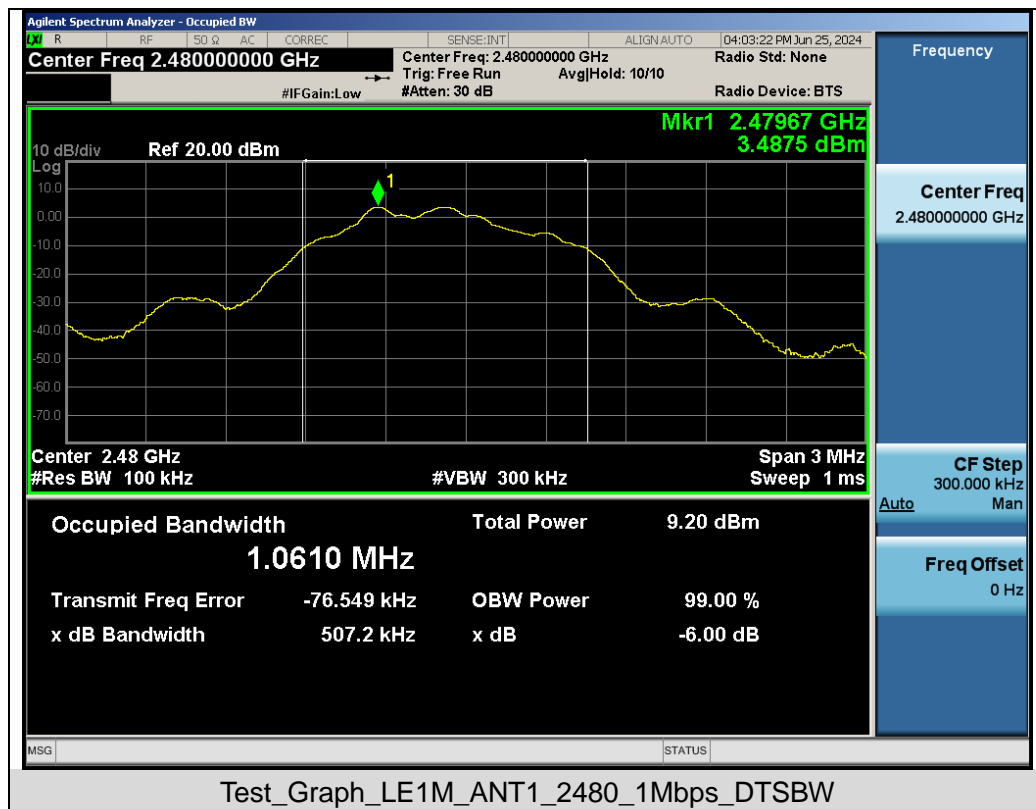 Agilent Spectrum Analyzer - Occupied BW
LXI R RF 50 Ω AC CORREC SENSE:INT ALIGN AUTO 04:03:22 PM Jun 25, 2024
Center Freq 2.480000000 GHz
Center Freq: 2.480000000 GHz
Radio Std: None
Trig: Free Run Avg|Hold: 10/10
#IFGain:Low #Atten: 30 dB Radio Device: BTS
Frequency
Mkr1 2.47967 GHz
3.4875 dBm
10 dB/div Ref 20.00 dBm
Log
10.0
0.00
-10.0
-20.0
-30.0
-40.0
-50.0
-60.0
-70.0
1
Center 2.48 GHz Span 3 MHz
#Res BW 100 kHz #VBW 300 kHz Sweep 1 ms
Center Freq
2.480000000 GHz
CF Step
300.000 kHz
Auto Man
Freq Offset
0 Hz
Occupied Bandwidth Total Power 9.20 dBm
1.0610 MHz
Transmit Freq Error -76.549 kHz OBW Power 99.00 %
x dB Bandwidth 507.2 kHz x dB -6.00 dB
MSG STATUS
Test_Graph_LE1M_ANT1_2480_1Mbps_DTSBW